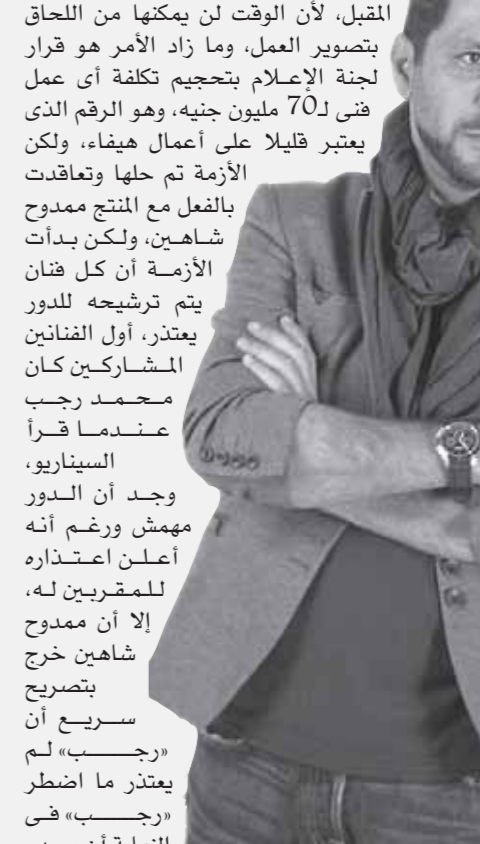 المقبل، لأن الوقت لن يمكنها من اللحاق
بتصوير العمل، وما زاد الأمر هو قرار
لجنة الإعلام بتحجيم تكلفة أى عمل
فنى لـ70 مليون جنيه، وهو الرقم الذى
يعتبر قليلا على أعمال هيفاء، ولكن
الأزمة تم حلها وتعاقدت
بالفعل مع المنتج ممدوح
شاهين، ولكن بدأت
الأزمة أن كل فنان
يتم ترشيحه للدور
يعتذر، أول الفنانين
المشاركين كان
محمد رجب
عندما قرأ
السيناريو،
وجد أن الدور
مهمش ورغم أنه
أعلن اعتذاره
للمقربين له،
إلا أن ممدوح
شاهين خرج
بتصريح
سريع أن
«رجب» لم
يعتذر ما اضطر
«رجب» فى